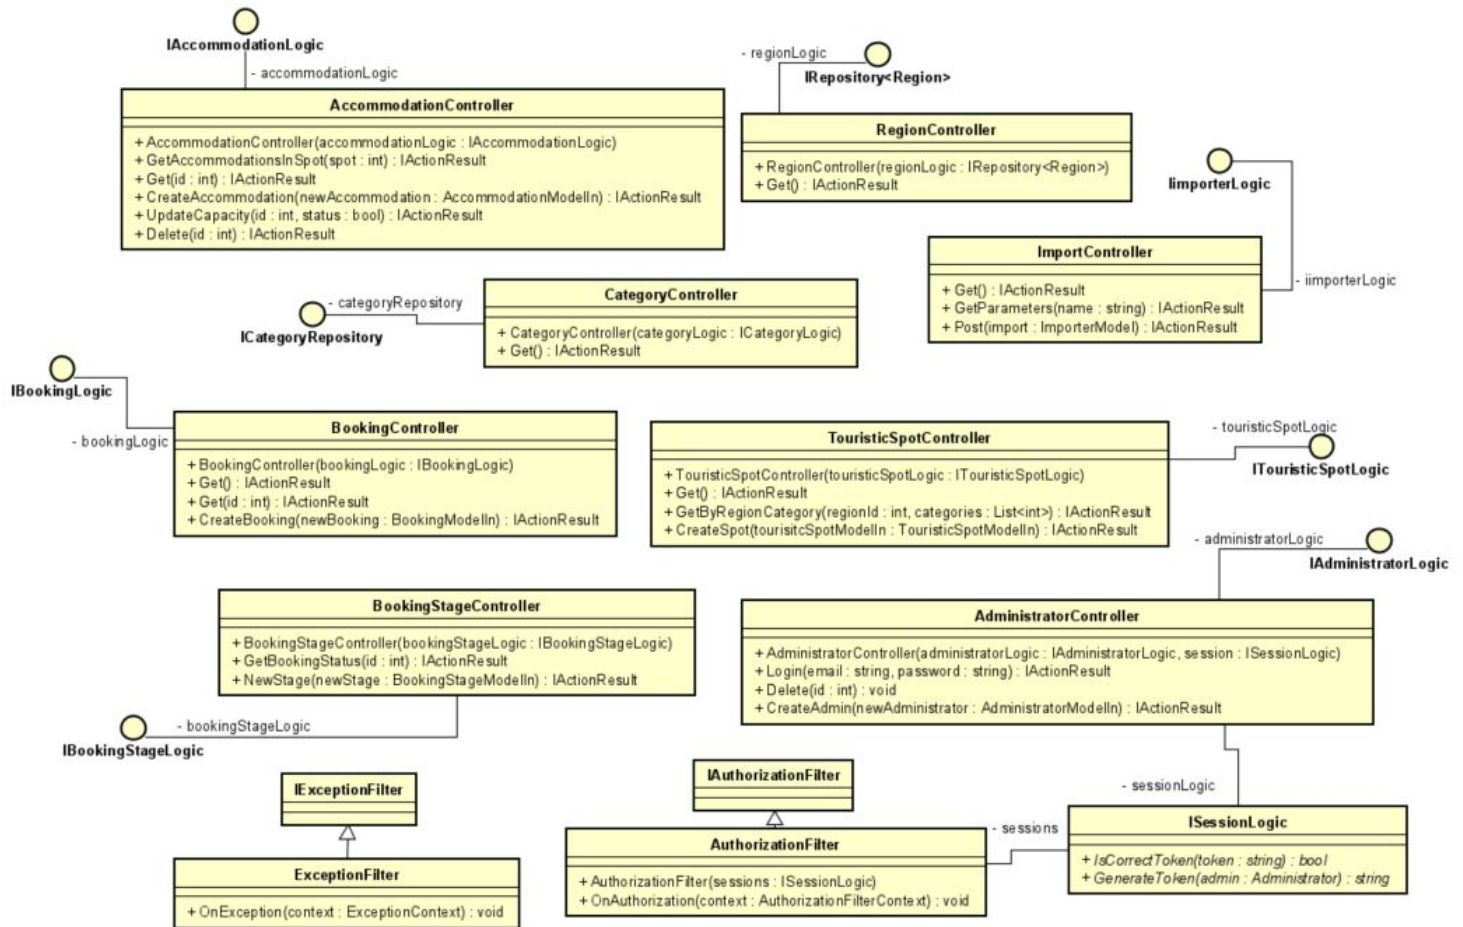 IAccommodationLogic
- accommodationLogic
AccommodationController
+ AccommodationController(accommodationLogic : IAccommodationLogic)
+ GetAccommodationsInSpot(spot : int) : IActionResult
+ Get(id : int) : IActionResult
+ CreateAccommodation(newAccommodation : AccommodationModelIn) : IActionResult
+ UpdateCapacity(id : int, status : bool) : IActionResult
+ Delete(id : int) : IActionResult
- regionLogic
IRepository<Region>
RegionController
+ RegionController(regionLogic : IRepository<Region>)
+ Get() : IActionResult
IimporterLogic
- iimporterLogic
ImportController
+ Get() : IActionResult
+ GetParameters(name : string) : IActionResult
+ Post(import : ImporterModel) : IActionResult
- categoryRepository
ICategoryRepository
CategoryController
+ CategoryController(categoryLogic : ICategoryLogic)
+ Get() : IActionResult
IBookingLogic
- bookingLogic
BookingController
+ BookingController(bookingLogic : IBookingLogic)
+ Get() : IActionResult
+ Get(id : int) : IActionResult
+ CreateBooking(newBooking : BookingModelIn) : IActionResult
- touristicSpotLogic
ITouristicSpotLogic
TouristicSpotController
+ TouristicSpotController(touristicSpotLogic : ITouristicSpotLogic)
+ Get() : IActionResult
+ GetByRegionCategory(regionId : int, categories : List<int>) : IActionResult
+ CreateSpot(tourisitcSpotModelIn : TouristicSpotModelIn) : IActionResult
- administratorLogic
IAdministratorLogic
BookingStageController
+ BookingStageController(bookingStageLogic : IBookingStageLogic)
+ GetBookingStatus(id : int) : IActionResult
+ NewStage(newStage : BookingStageModelIn) : IActionResult
- bookingStageLogic
IBookingStageLogic
AdministratorController
+ AdministratorController(administratorLogic : IAdministratorLogic, session : ISessionLogic)
+ Login(email : string, password : string) : IActionResult
+ Delete(id : int) : void
+ CreateAdmin(newAdministrator : AdministratorModelIn) : IActionResult
- sessionLogic
IExceptionFilter
ExceptionFilter
+ OnException(context : ExceptionContext) : void
IAuthorizationFilter
AuthorizationFilter
+ AuthorizationFilter(sessions : ISessionLogic)
+ OnAuthorization(context : AuthorizationFilterContext) : void
- sessions
ISessionLogic
+ IsCorrectToken(token : string) : bool
+ GenerateToken(admin : Administrator) : string